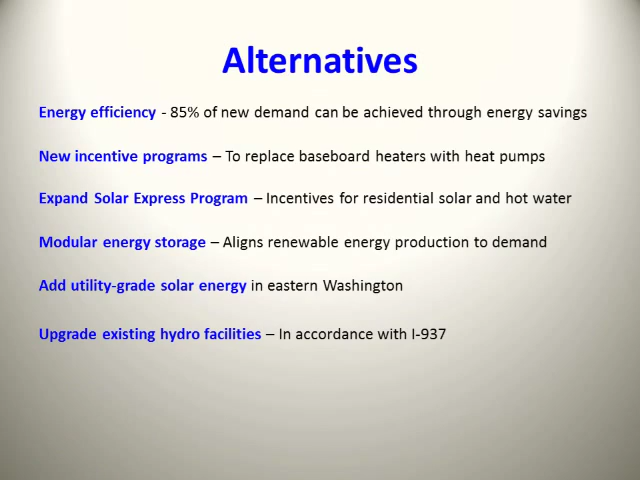 Alternatives
Energy efficiency - 85% of new demand can be achieved through energy savings
New incentive programs – To replace baseboard heaters with heat pumps
Expand Solar Express Program – Incentives for residential solar and hot water
Modular energy storage – Aligns renewable energy production to demand
Add utility-grade solar energy in eastern Washington
Upgrade existing hydro facilities – In accordance with I-937